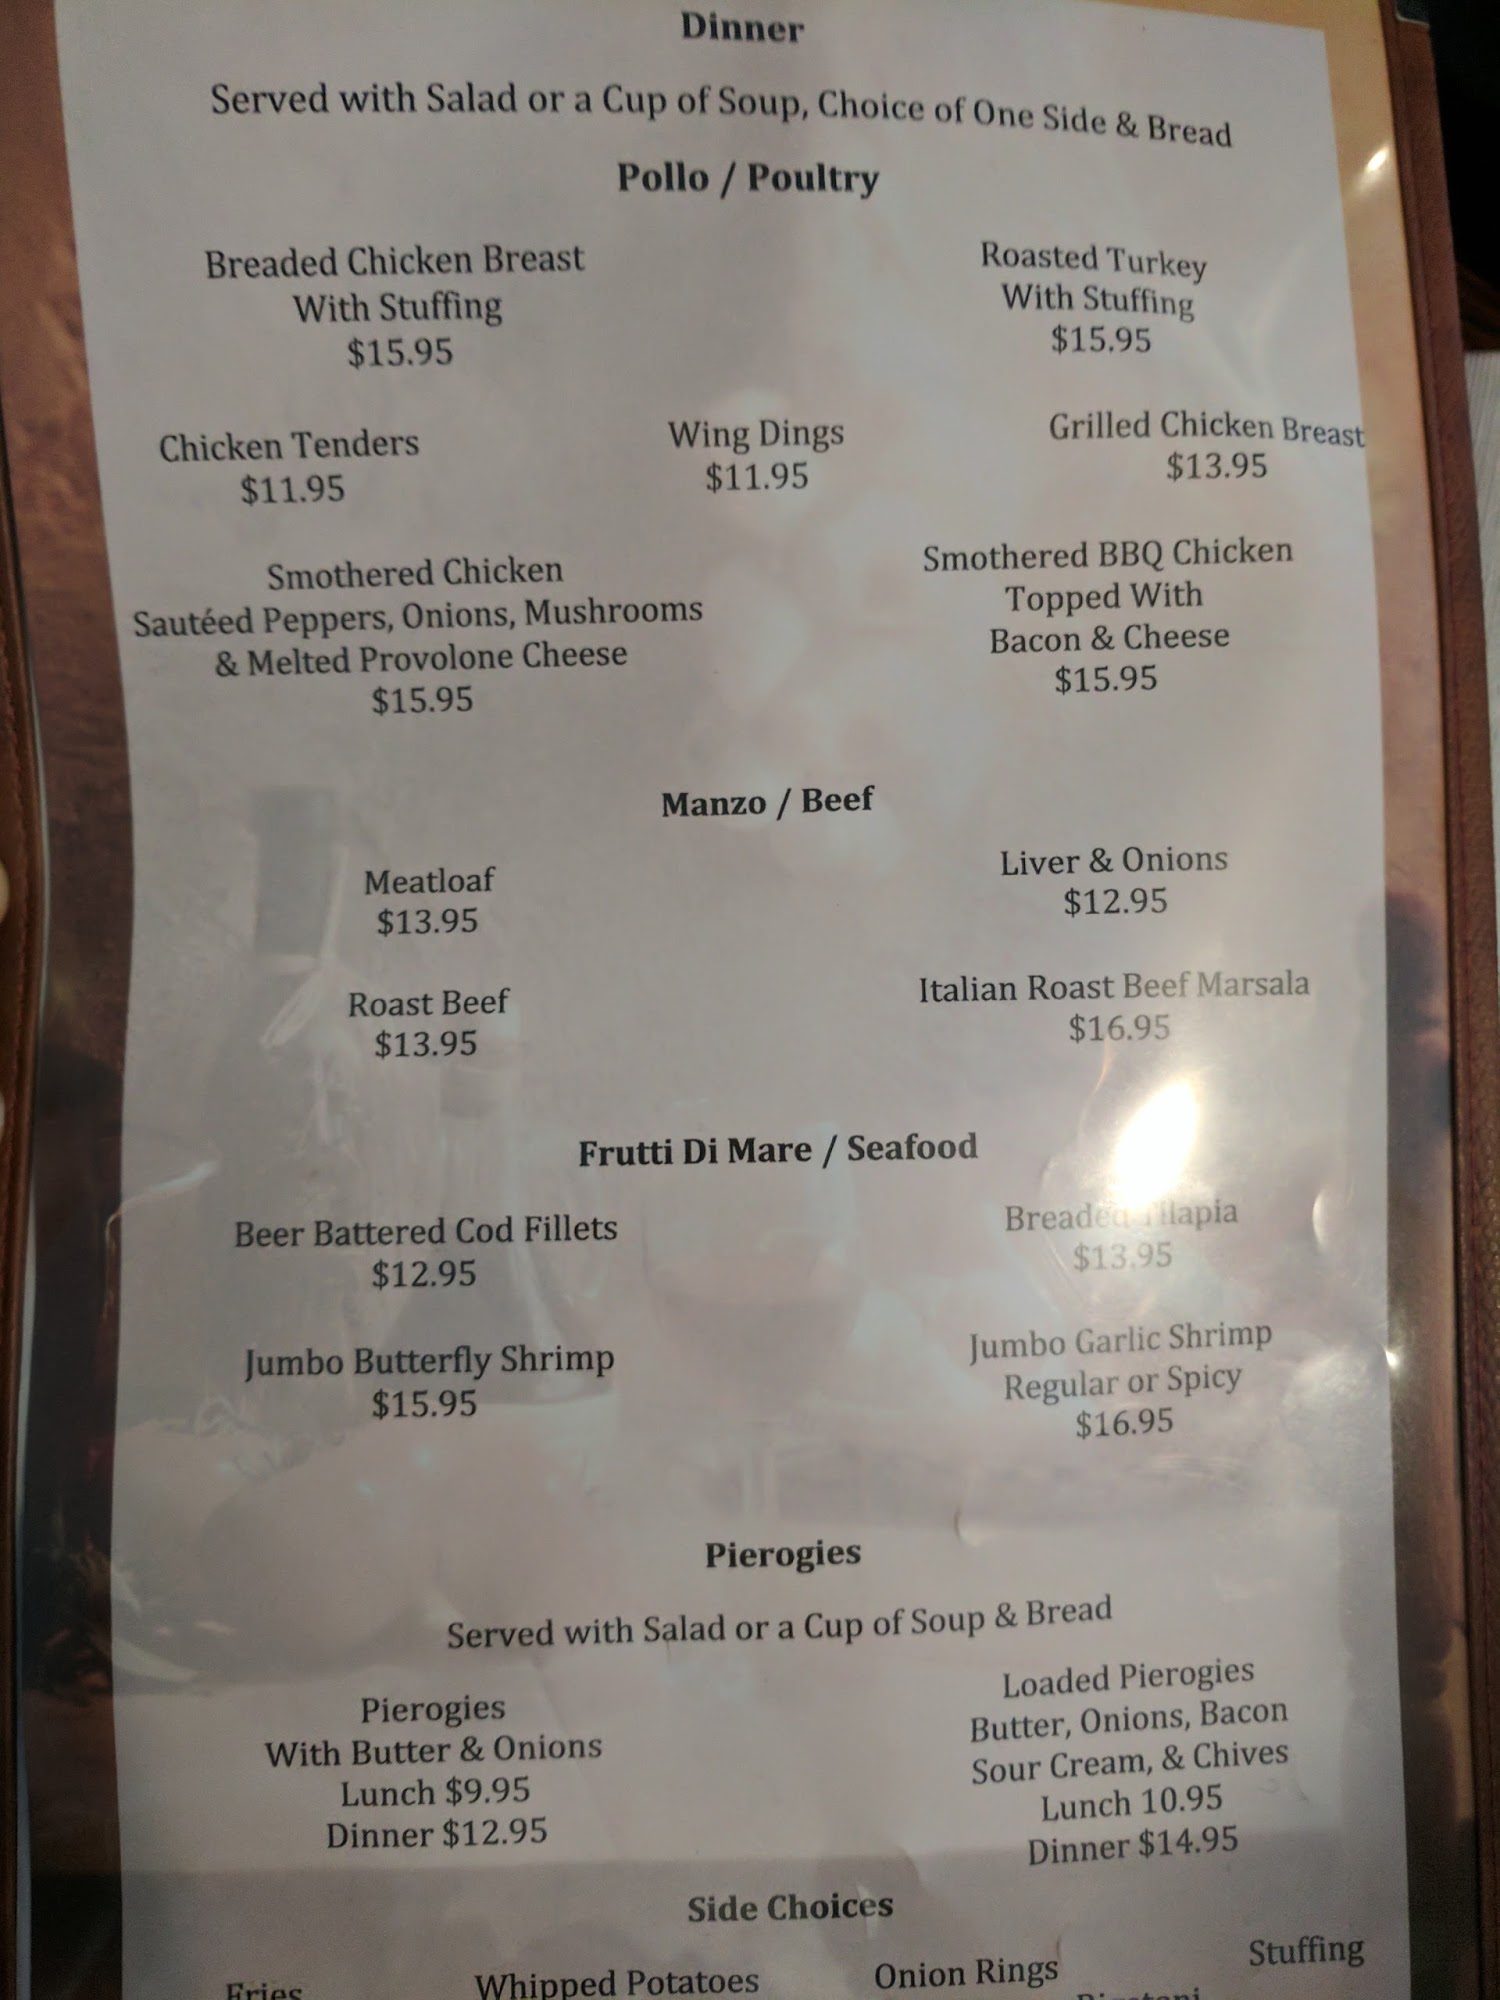 Dinner
Served with Salad or a Cup of Soup, Choice of One Side & Bread
Pollo / Poultry
Breaded Chicken Breast
With Stuffing
$15.95
Roasted Turkey
With Stuffing
$15.95
Chicken Tenders
$11.95
Wing Dings
$11.95
Grilled Chicken Breast
$13.95
Smothered Chicken
Sautéed Peppers, Onions, Mushrooms
& Melted Provolone Cheese
$15.95
Smothered BBQ Chicken
Topped With
Bacon & Cheese
$15.95
Manzo / Beef
Meatloaf
$13.95
Liver & Onions
$12.95
Roast Beef
$13.95
Italian Roast Beef Marsala
$16.95
Frutti Di Mare / Seafood
Beer Battered Cod Fillets
$12.95
Breaded Tilapia
$13.95
Jumbo Butterfly Shrimp
$15.95
Jumbo Garlic Shrimp
Regular or Spicy
$16.95
Pierogies
Served with Salad or a Cup of Soup & Bread
Pierogies
With Butter & Onions
Lunch $9.95
Dinner $12.95
Loaded Pierogies
Butter, Onions, Bacon
Sour Cream, & Chives
Lunch 10.95
Dinner $14.95
Side Choices
Fries
Whipped Potatoes
Onion Rings
Stuffing